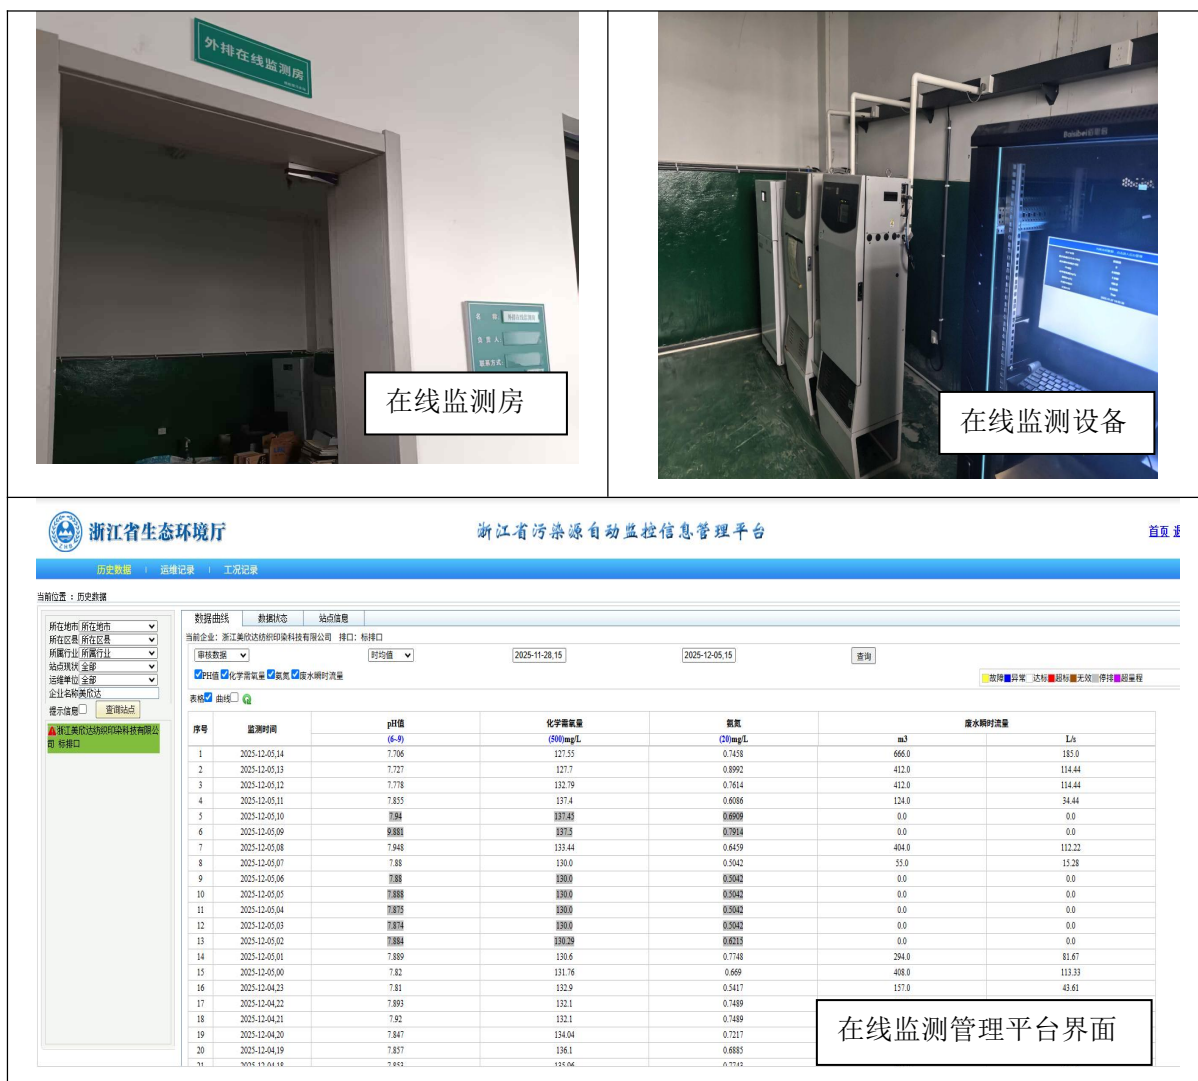 外排在线监测房
名 称:
外排在线监测房
负 责 人:
联系方式:
在线监测房
在线监测设备
浙江省生态环境厅
浙江省污染源自动监控信息管理平台
首页 退
历史数据 | 运维记录 | 工况记录
当前位置 : 历史数据
所在地市 所在地市
所在区县 所在区县
所属行业 所属行业
站点现状 全部
运维单位 全部
企业名称 美欣达
提示信息 查询站点
浙江美欣达纺织印染科技有限公司 标排口
数据曲线 数据状态 站点信息
当前企业: 浙江美欣达纺织印染科技有限公司 排口: 标排口
审核数据 时均值 2025-11-28,15 2025-12-05,15 查询
PH值 化学需氧量 氨氮 废水瞬时流量
故障 异常 达标 超标 无效 停排 超量程
表格 曲线
序号 监测时间 pH值 化学需氧量 氨氮 废水瞬时流量
(6~9) (500)mg/L (20)mg/L m3 L/s
1 2025-12-05,14 7.706 127.55 0.7458 666.0 185.0
2 2025-12-05,13 7.727 127.7 0.8992 412.0 114.44
3 2025-12-05,12 7.778 132.79 0.7614 412.0 114.44
4 2025-12-05,11 7.855 137.4 0.6086 124.0 34.44
5 2025-12-05,10 7.94 137.45 0.6909 0.0 0.0
6 2025-12-05,09 9.881 137.5 0.7914 0.0 0.0
7 2025-12-05,08 7.948 133.44 0.6459 404.0 112.22
8 2025-12-05,07 7.88 130.0 0.5042 55.0 15.28
9 2025-12-05,06 7.88 130.0 0.5042 0.0 0.0
10 2025-12-05,05 7.888 130.0 0.5042 0.0 0.0
11 2025-12-05,04 7.875 130.0 0.5042 0.0 0.0
12 2025-12-05,03 7.874 130.0 0.5042 0.0 0.0
13 2025-12-05,02 7.884 130.29 0.6215 0.0 0.0
14 2025-12-05,01 7.889 130.6 0.7748 294.0 81.67
15 2025-12-05,00 7.82 131.76 0.669 408.0 113.33
16 2025-12-04,23 7.81 132.9 0.5417 157.0 43.61
17 2025-12-04,22 7.893 132.1 0.7489
18 2025-12-04,21 7.92 132.1 0.7489
19 2025-12-04,20 7.847 134.04 0.7217
20 2025-12-04,19 7.857 136.1 0.6885
21 2025-12-04,18 7.853 135.06 0.7743
在线监测管理平台界面